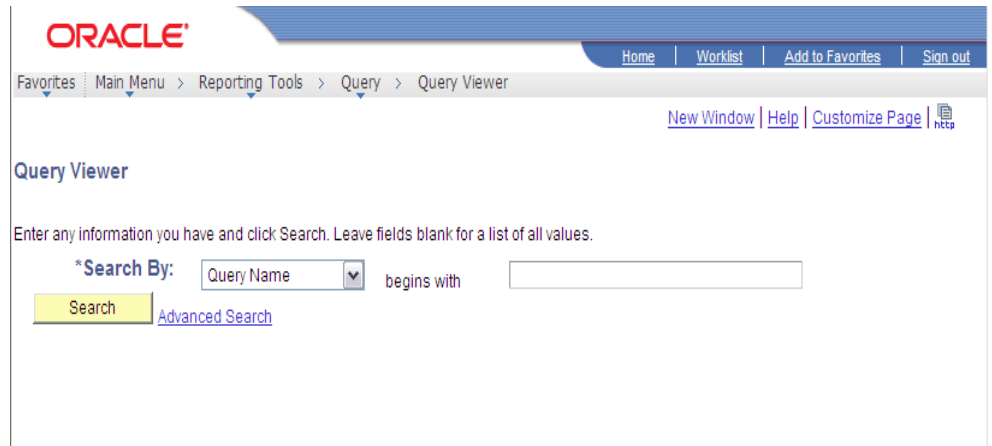 ORACLE
Home | Worklist | Add to Favorites | Sign out
Favorites Main Menu > Reporting Tools > Query > Query Viewer
New Window | Help | Customize Page | http
Query Viewer
Enter any information you have and click Search. Leave fields blank for a list of all values.
*Search By: Query Name begins with
Search Advanced Search